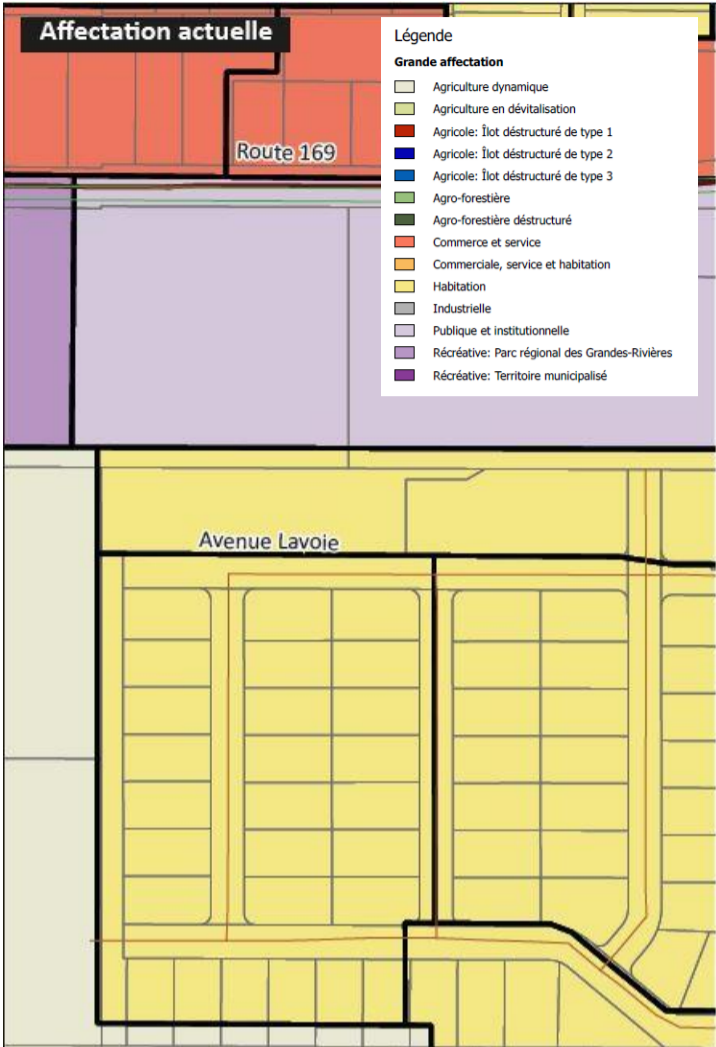 Affectation actuelle
Légende
Grande affectation
Agriculture dynamique
Agriculture en dévitalisation
Agricole: Îlot déstructuré de type 1
Agricole: Îlot déstructuré de type 2
Agricole: Îlot déstructuré de type 3
Agro-forestière
Agro-forestière déstructuré
Commerce et service
Commerciale, service et habitation
Habitation
Industrielle
Publique et institutionnelle
Récréative: Parc régional des Grandes-Rivières
Récréative: Territoire municipalisé
Route 169
Avenue Lavoie